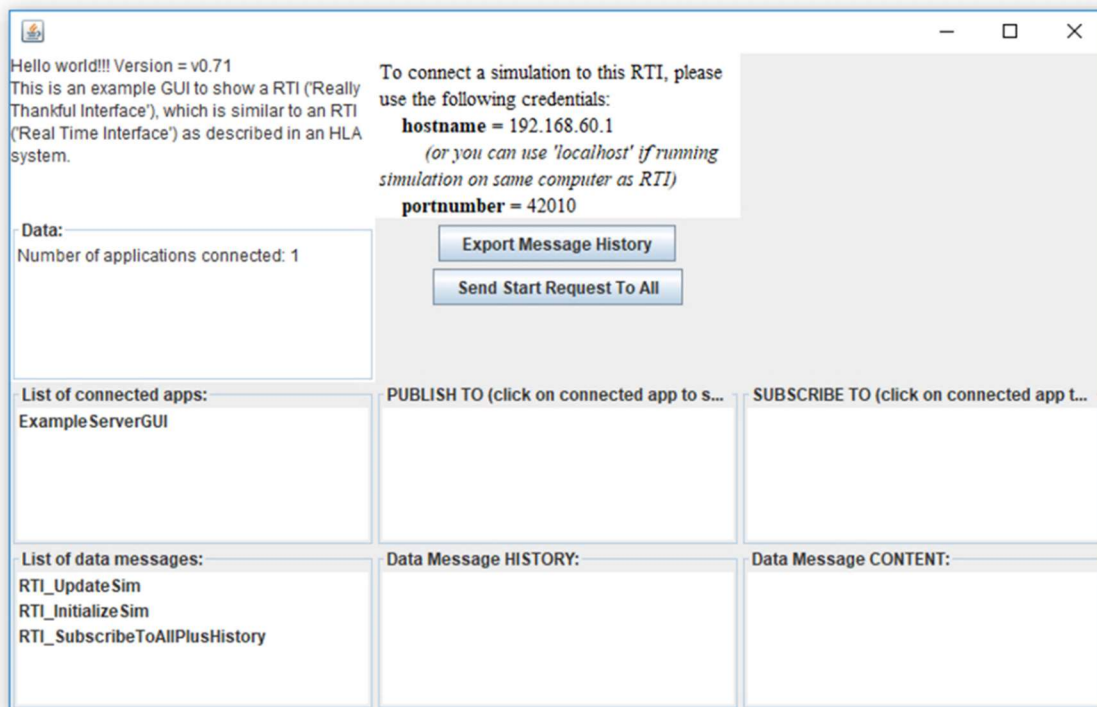 Hello world!!! Version = v0.71
This is an example GUI to show a RTI ('Really
Thankful Interface'), which is similar to an RTI
('Real Time Interface') as described in an HLA
system.
To connect a simulation to this RTI, please
use the following credentials:
hostname = 192.168.60.1
(or you can use 'localhost' if running
simulation on same computer as RTI)
portnumber = 42010
Data:
Number of applications connected: 1
Export Message History
Send Start Request To All
List of connected apps:
ExampleServerGUI
PUBLISH TO (click on connected app to s...
SUBSCRIBE TO (click on connected app t...
List of data messages:
RTI_UpdateSim
RTI_InitializeSim
RTI_SubscribeToAllPlusHistory
Data Message HISTORY:
Data Message CONTENT: